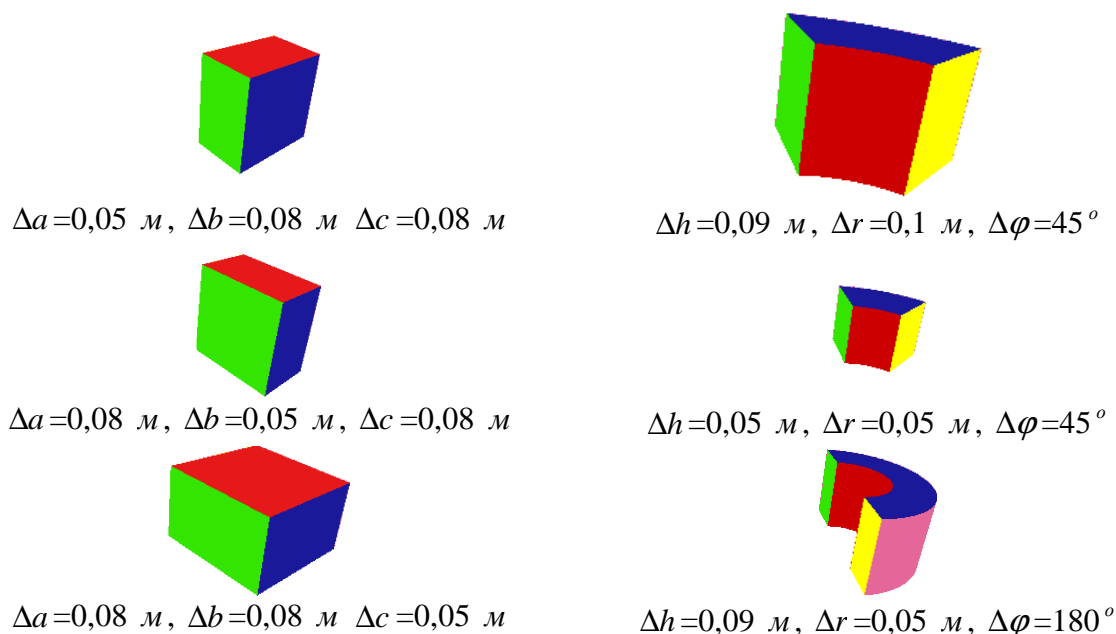 Δa=0,05 м, Δb=0,08 м Δc=0,08 м
Δh=0,09 м, Δr=0,1 м, Δφ=45°
Δa=0,08 м, Δb=0,05 м, Δc=0,08 м
Δh=0,05 м, Δr=0,05 м, Δφ=45°
Δa=0,08 м, Δb=0,08 м Δc=0,05 м
Δh=0,09 м, Δr=0,05 м, Δφ=180°